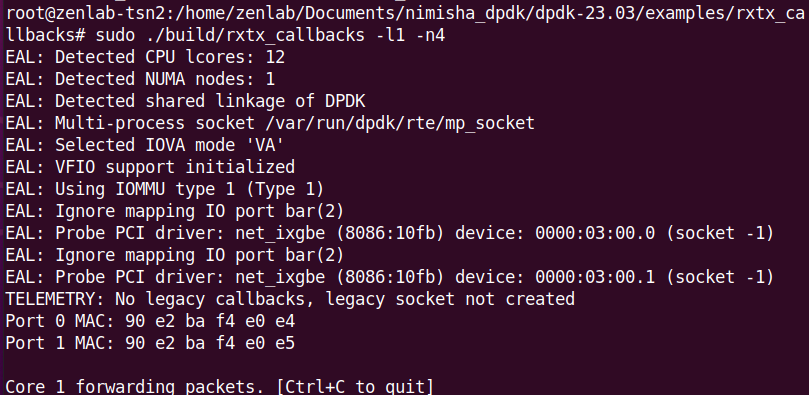 root@zenlab-tsn2:/home/zenlab/Documents/nimisha_dpdk/dpdk-23.03/examples/rxtx_ca
llbacks# sudo ./build/rxtx_callbacks -l1 -n4
EAL: Detected CPU lcores: 12
EAL: Detected NUMA nodes: 1
EAL: Detected shared linkage of DPDK
EAL: Multi-process socket /var/run/dpdk/rte/mp_socket
EAL: Selected IOVA mode 'VA'
EAL: VFIO support initialized
EAL: Using IOMMU type 1 (Type 1)
EAL: Ignore mapping IO port bar(2)
EAL: Probe PCI driver: net_ixgbe (8086:10fb) device: 0000:03:00.0 (socket -1)
EAL: Ignore mapping IO port bar(2)
EAL: Probe PCI driver: net_ixgbe (8086:10fb) device: 0000:03:00.1 (socket -1)
TELEMETRY: No legacy callbacks, legacy socket not created
Port 0 MAC: 90 e2 ba f4 e0 e4
Port 1 MAC: 90 e2 ba f4 e0 e5
Core 1 forwarding packets. [Ctrl+C to quit]